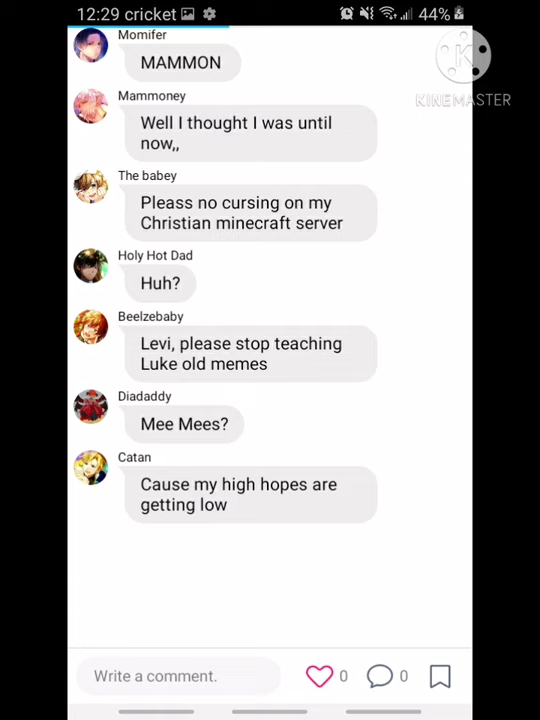 12:29 cricket 44%
KINEMASTER
Momifer
MAMMON
Mammoney
Well I thought I was until
now,,
The babey
Pleass no cursing on my
Christian minecraft server
Holy Hot Dad
Huh?
Beelzebaby
Levi, please stop teaching
Luke old memes
Diadaddy
Mee Mees?
Catan
Cause my high hopes are
getting low
Write a comment. 0 0